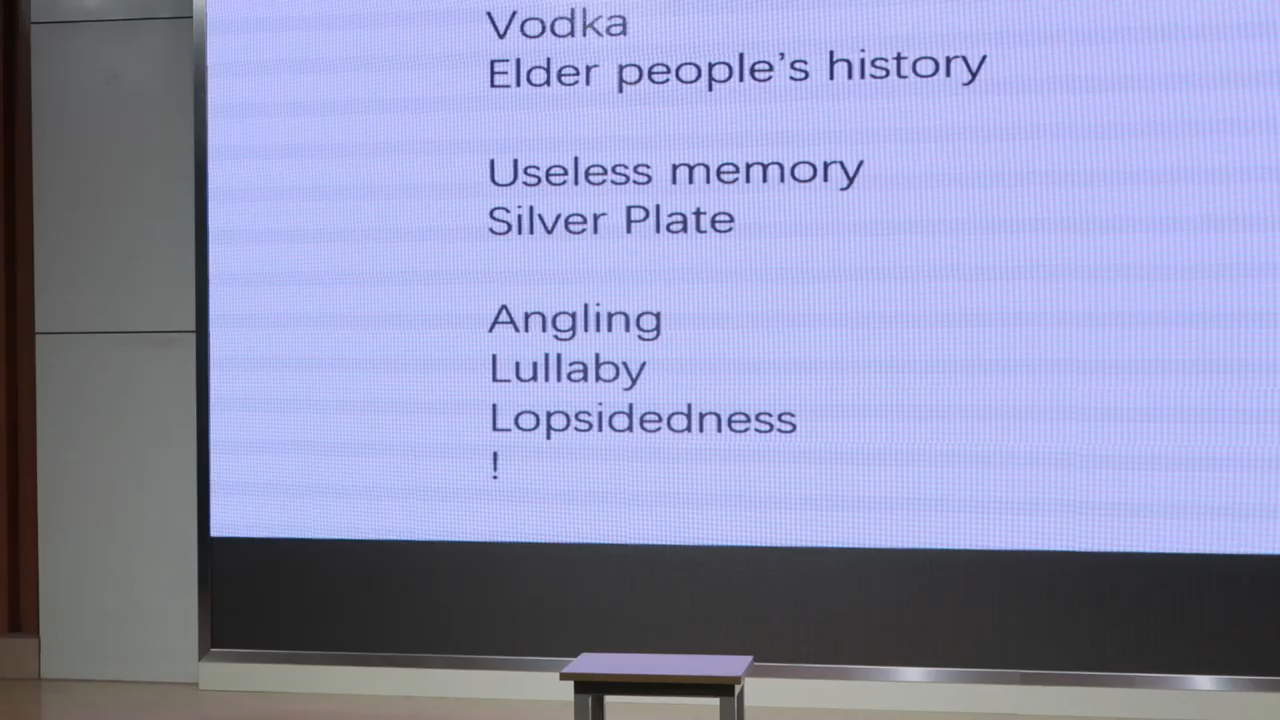 Vodka
Elder people's history
Useless memory
Silver Plate
Angling
Lullaby
Lopsidedness
!